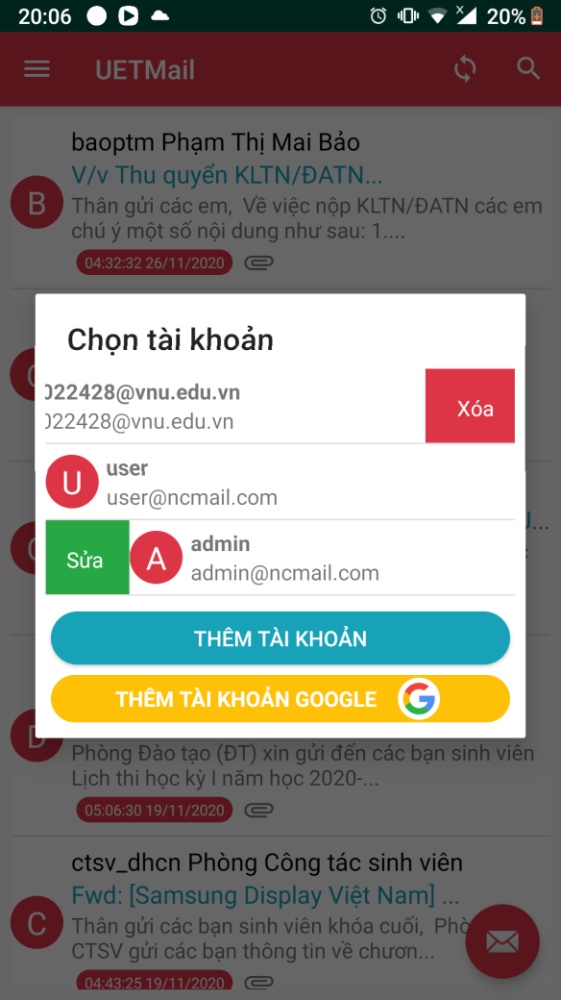 20:06
20%
UETMail
baoptm Phạm Thị Mai Bảo
V/v Thu quyển KLTN/ĐATN...
B
Thân gửi các em, Về việc nộp KLTN/ĐATN các em
chú ý một số nội dung như sau: 1....
04:32:32 26/11/2020
Chọn tài khoản
022428@vnu.edu.vn
022428@vnu.edu.vn
Xóa
U
user
user@ncmail.com
Sửa
A
admin
admin@ncmail.com
THÊM TÀI KHOẢN
THÊM TÀI KHOẢN GOOGLE
D
Phòng Đào tạo (ĐT) xin gửi đến các bạn sinh viên
Lịch thi học kỳ I năm học 2020-...
05:06:30 19/11/2020
ctsv_dhcn Phòng Công tác sinh viên
Fwd: [Samsung Display Việt Nam] ...
C
Thân gửi các bạn sinh viên khóa cuối, Phò
CTSV gửi các bạn thông tin về chươn...
04:43:25 19/11/2020